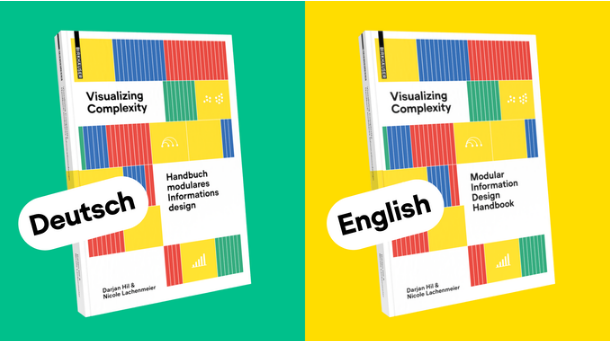 Visualizing
Complexity
Handbuch
modulares
Informations
design
Deutsch
Darjan Hil &
Nicole Lachenmeier
Visualizing
Complexity
Modular
Information
Design
Handbook
English
Darjan Hil &
Nicole Lachenmeier